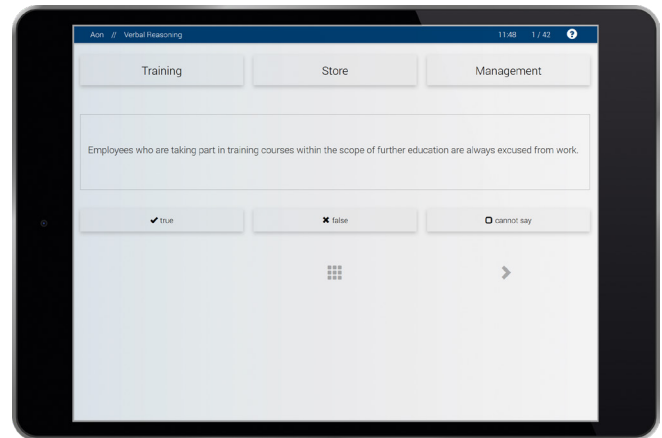 Aon // Verbal Reasoning 11:48 1 / 42 ?
Training Store Management
Employees who are taking part in training courses within the scope of further education are always excused from work.
✔ true ✖ false ☐ cannot say